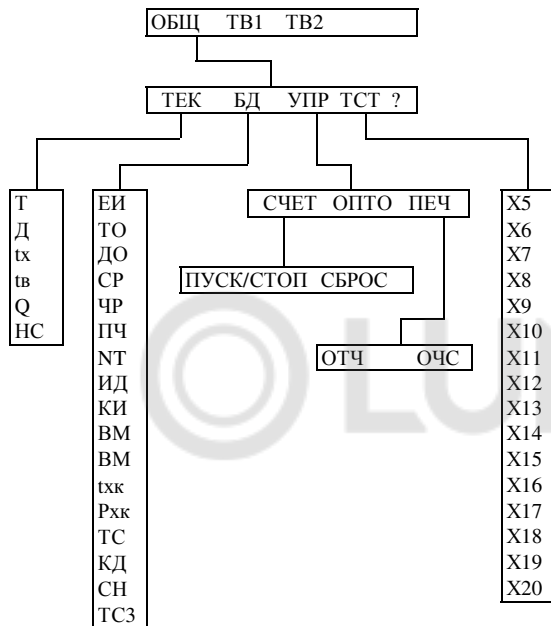 ОБЩ ТВ1 ТВ2
ТЕК БД УПР ТСТ ?
Т
Д
tх
tв
Q
НС
ЕИ
ТО
ДО
СР
ЧР
ПЧ
NT
ИД
КИ
ВМ
ВМ
tхк
Рхк
ТС
КД
СН
ТС3
СЧЕТ ОПТО ПЕЧ
ПУСК/СТОП СБРОС
ОТЧ ОЧС
Х5
Х6
Х7
Х8
Х9
Х10
Х11
Х12
Х13
Х14
Х15
Х16
Х17
Х18
Х19
Х20